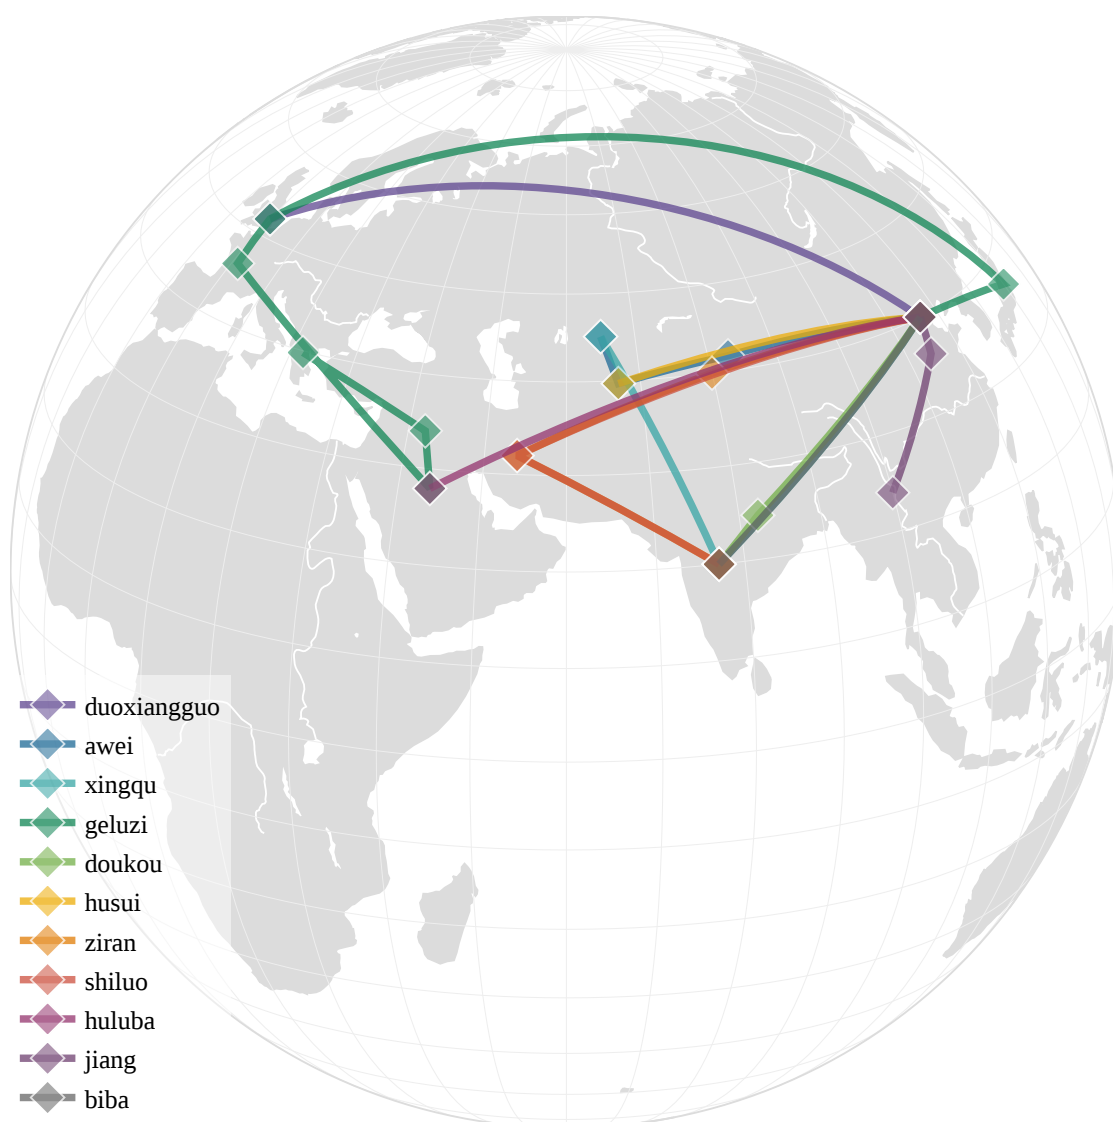 duoxiangguo
awei
xingqu
geluzi
doukou
husui
ziran
shiluo
huluba
jiang
biba